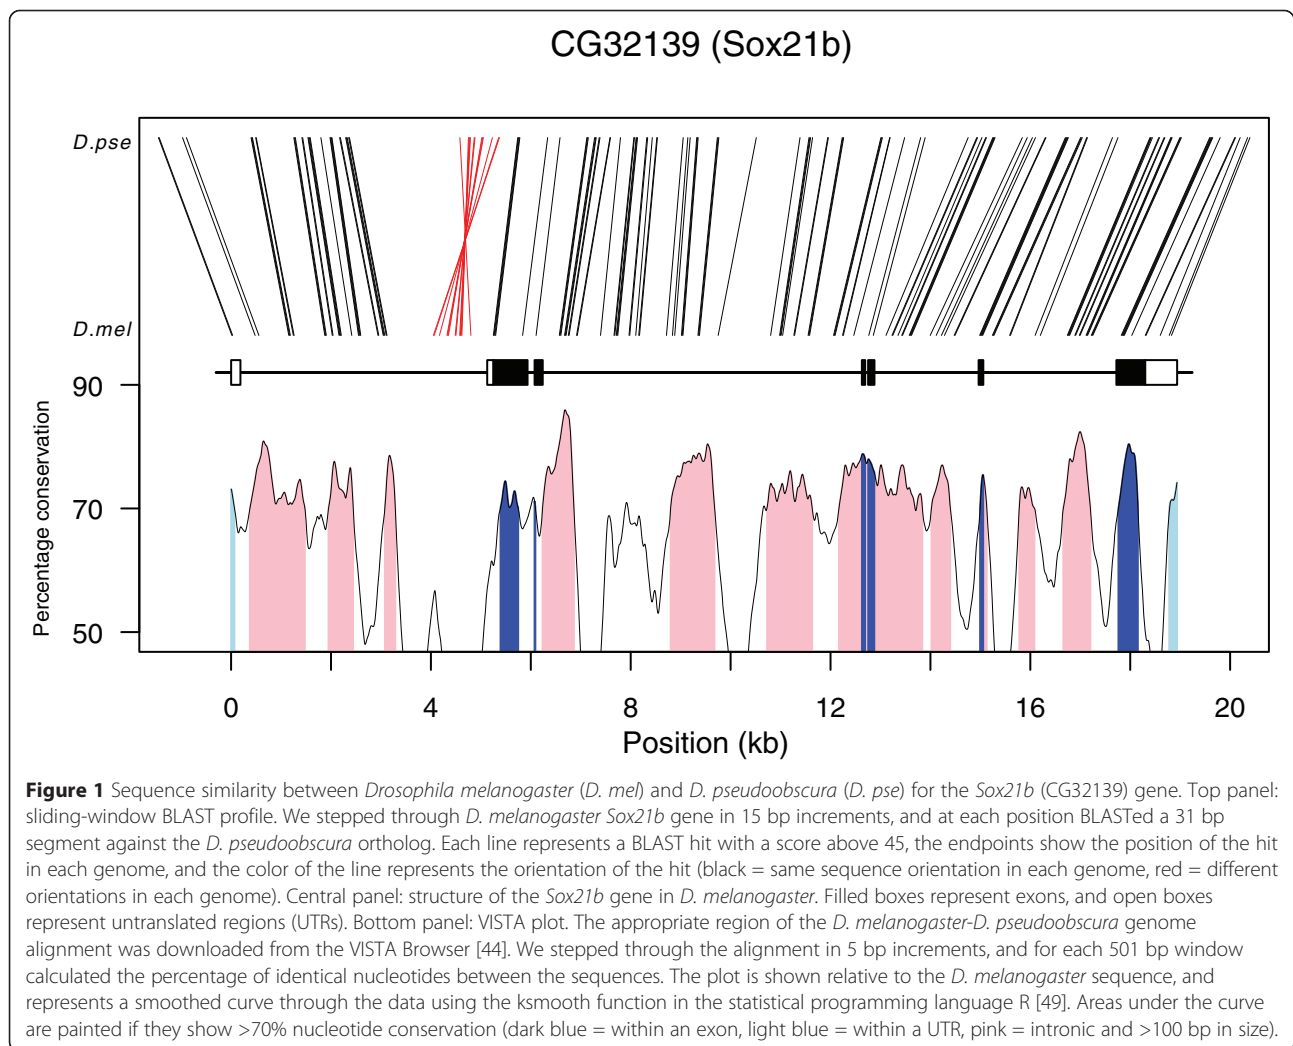 CG32139 (Sox21b)
D.pse
D.mel
90
70
50
Percentage conservation
0 4 8 12 16 20
Position (kb)
Figure 1 Sequence similarity between Drosophila melanogaster (D. mel) and D. pseudoobscura (D. pse) for the Sox21b (CG32139) gene. Top panel:
sliding-window BLAST profile. We stepped through D. melanogaster Sox21b gene in 15 bp increments, and at each position BLASTed a 31 bp
segment against the D. pseudoobscura ortholog. Each line represents a BLAST hit with a score above 45, the endpoints show the position of the hit
in each genome, and the color of the line represents the orientation of the hit (black = same sequence orientation in each genome, red = different
orientations in each genome). Central panel: structure of the Sox21b gene in D. melanogaster. Filled boxes represent exons, and open boxes
represent untranslated regions (UTRs). Bottom panel: VISTA plot. The appropriate region of the D. melanogaster-D. pseudoobscura genome
alignment was downloaded from the VISTA Browser [44]. We stepped through the alignment in 5 bp increments, and for each 501 bp window
calculated the percentage of identical nucleotides between the sequences. The plot is shown relative to the D. melanogaster sequence, and
represents a smoothed curve through the data using the ksmooth function in the statistical programming language R [49]. Areas under the curve
are painted if they show >70% nucleotide conservation (dark blue = within an exon, light blue = within a UTR, pink = intronic and >100 bp in size).